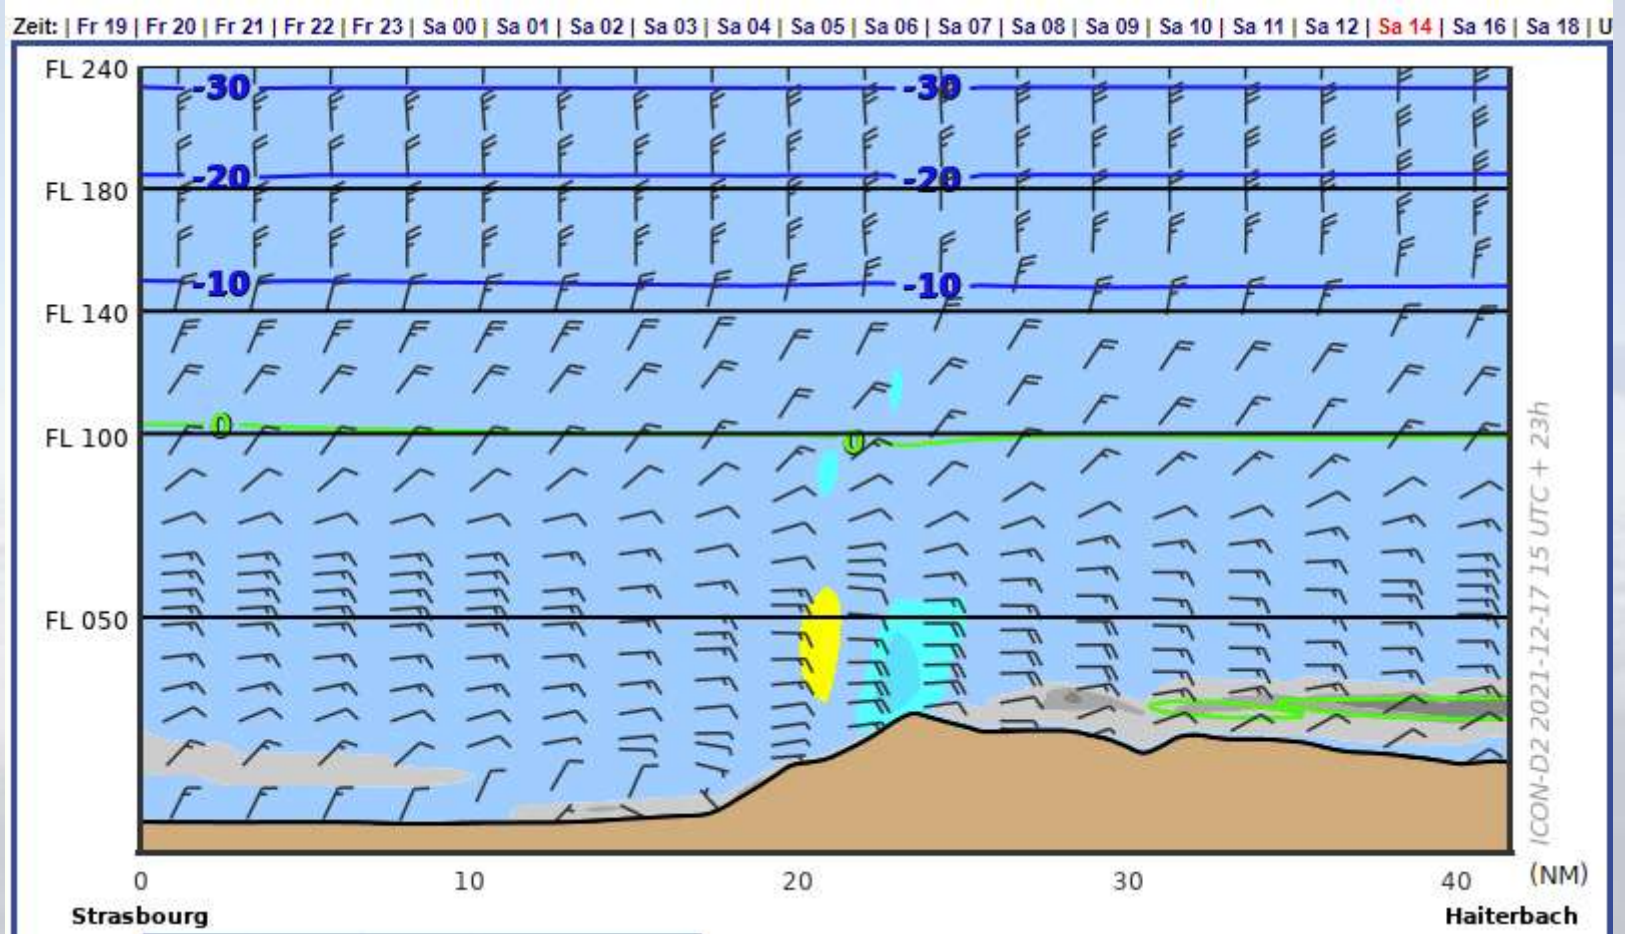 Zeit: | Fr 19 | Fr 20 | Fr 21 | Fr 22 | Fr 23 | Sa 00 | Sa 01 | Sa 02 | Sa 03 | Sa 04 | Sa 05 | Sa 06 | Sa 07 | Sa 08 | Sa 09 | Sa 10 | Sa 11 | Sa 12 | Sa 14 | Sa 16 | Sa 18 | U
FL 240
-30 -30
-20 -20
FL 180
-10 -10
FL 140
0
FL 100
0
FL 050
ICON-D2 2021-12-17 15 UTC + 23h
0 10 20 30 40 (NM)
Strasbourg Haiterbach